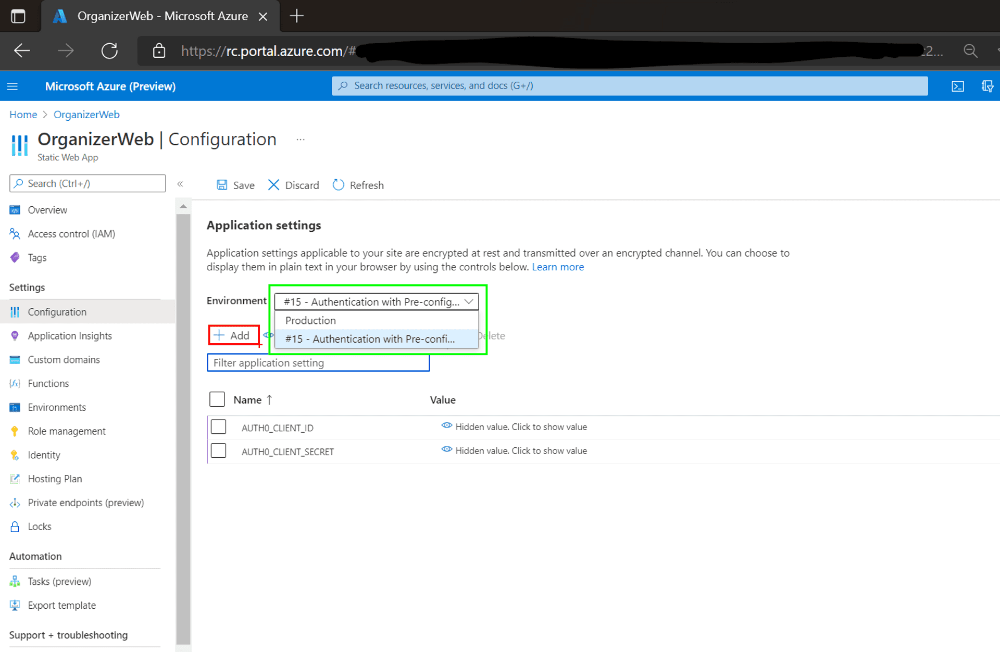 OrganizerWeb - Microsoft Azure
https://rc.portal.azure.com/#
Microsoft Azure (Preview)
Search resources, services, and docs (G+/)
Home > OrganizerWeb
OrganizerWeb | Configuration ...
Static Web App
Search (Ctrl+/)
«
Save
Discard
Refresh
Overview
Access control (IAM)
Tags
Settings
Configuration
Application Insights
Custom domains
Functions
Environments
Role management
Identity
Hosting Plan
Private endpoints (preview)
Locks
Automation
Tasks (preview)
Export template
Support + troubleshooting
Application settings
Application settings applicable to your site are encrypted at rest and transmitted over an encrypted channel. You can choose to
display them in plain text in your browser by using the controls below. Learn more
Environment
#15 - Authentication with Pre-config...
Production
#15 - Authentication with Pre-confi...
Add
Delete
Filter application setting
Name ↑ Value
AUTH0_CLIENT_ID Hidden value. Click to show value
AUTH0_CLIENT_SECRET Hidden value. Click to show value